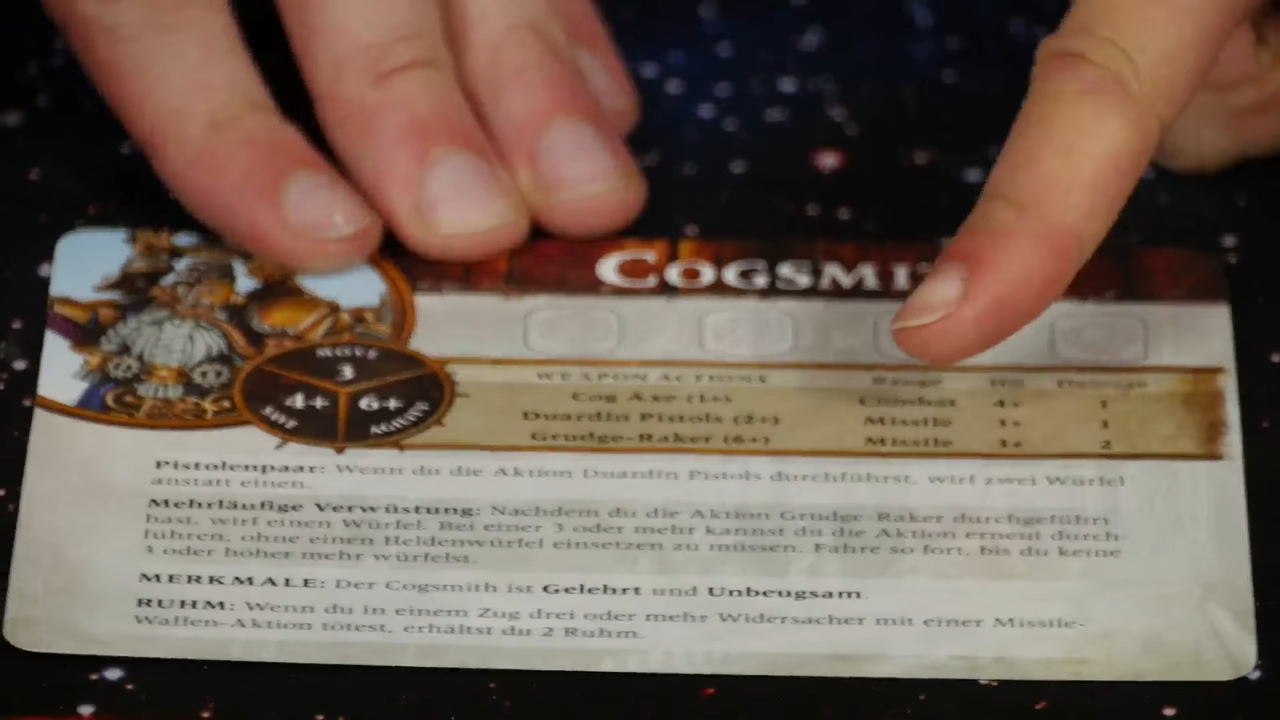 COGSMI
MOVE
3
4+ 6+
SAVE AGILITY
WEAPON ACTIONS Range Hit Damage
Cog Axe (1+) Combat 4+ 1
Duardin Pistols (2+) Missile 3+ 1
Grudge-Raker (6+) Missile 3+ 2
Pistolenpaar: Wenn du die Aktion Duardin Pistols durchführst, wirf zwei Würfel
anstatt einen.
Mehrläufige Verwüstung: Nachdem du die Aktion Grudge-Raker durchgeführt
hast, wirf einen Würfel. Bei einer 3 oder mehr kannst du die Aktion erneut durch-
führen, ohne einen Heldenwürfel einsetzen zu müssen. Fahre so fort, bis du keine
3 oder höher mehr würfelst.
MERKMALE: Der Cogsmith ist Gelehrt und Unbeugsam.
RUHM: Wenn du in einem Zug drei oder mehr Widersacher mit einer Missile-
Waffen-Aktion tötest, erhältst du 2 Ruhm.